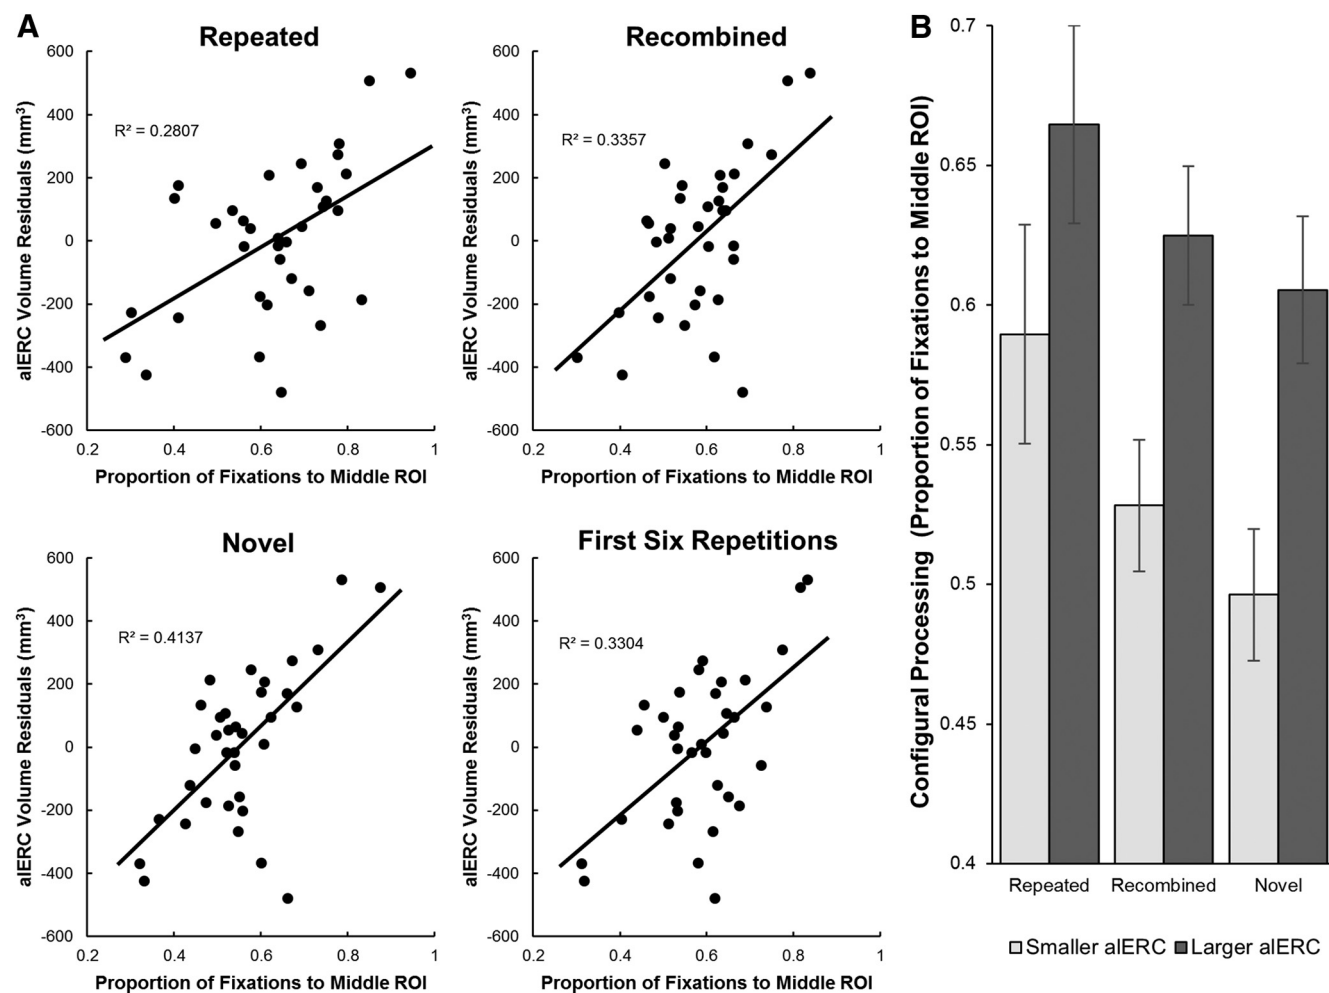 A
Repeated
aIERC Volume Residuals (mm³)
600
400
200
0
-200
-400
-600
R² = 0.2807
0.2 0.4 0.6 0.8 1
Proportion of Fixations to Middle ROI
Recombined
aIERC Volume Residuals (mm³)
600
400
200
0
-200
-400
-600
R² = 0.3357
0.2 0.4 0.6 0.8 1
Proportion of Fixations to Middle ROI
Novel
aIERC Volume Residuals (mm³)
600
400
200
0
-200
-400
-600
R² = 0.4137
0.2 0.4 0.6 0.8 1
Proportion of Fixations to Middle ROI
First Six Repetitions
aIERC Volume Residuals (mm³)
600
400
200
0
-200
-400
-600
R² = 0.3304
0.2 0.4 0.6 0.8 1
Proportion of Fixations to Middle ROI
B
Configural Processing (Proportion of Fixations to Middle ROI)
0.7
0.65
0.6
0.55
0.5
0.45
0.4
Repeated Recombined Novel
Smaller aIERC Larger aIERC